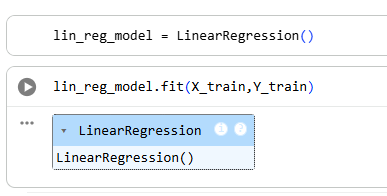 lin_reg_model = LinearRegression()
lin_reg_model.fit(X_train,Y_train)
LinearRegression i ?
LinearRegression()